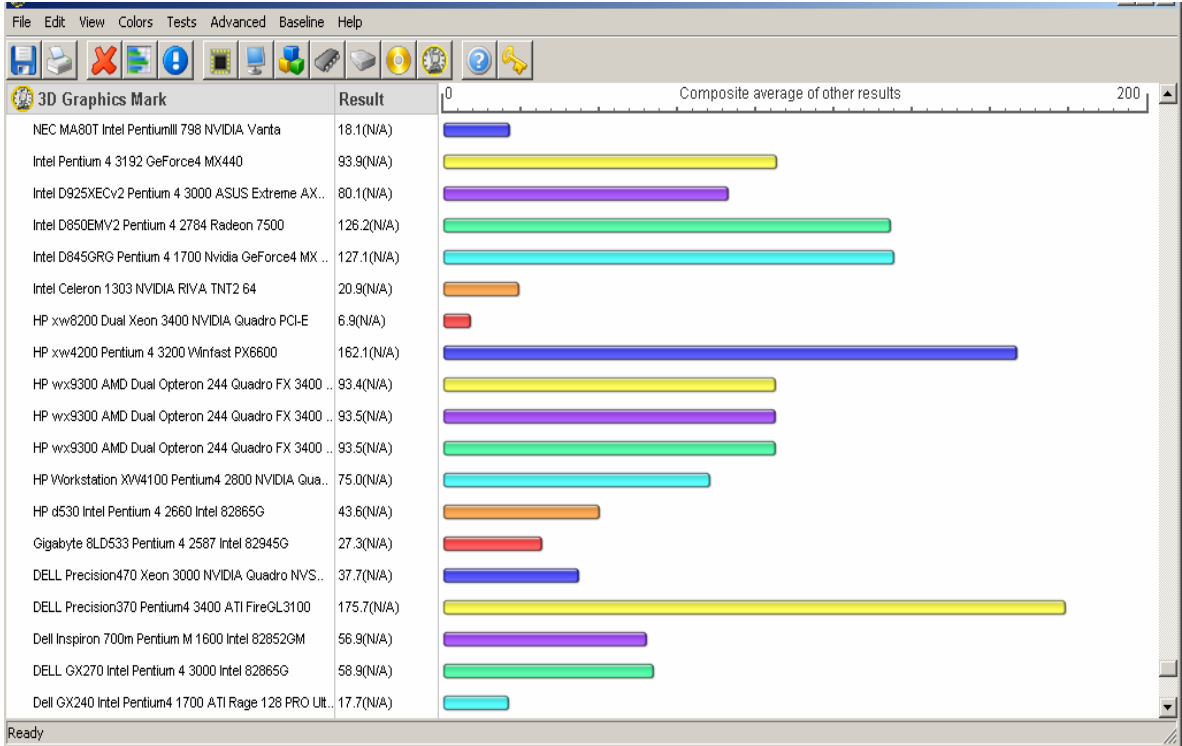 File Edit View Colors Tests Advanced Baseline Help
3D Graphics Mark Result 0 Composite average of other results 200
NEC MA80T Intel PentiumIII 798 NVIDIA Vanta 18.1(N/A)
Intel Pentium 4 3192 GeForce4 MX440 93.9(N/A)
Intel D925XECv2 Pentium 4 3000 ASUS Extreme AX.. 80.1(N/A)
Intel D850EMV2 Pentium 4 2784 Radeon 7500 126.2(N/A)
Intel D845GRG Pentium 4 1700 Nvidia GeForce4 MX .. 127.1(N/A)
Intel Celeron 1303 NVIDIA RIVA TNT2 64 20.9(N/A)
HP xw8200 Dual Xeon 3400 NVIDIA Quadro PCI-E 6.9(N/A)
HP xw4200 Pentium 4 3200 Winfast PX6600 162.1(N/A)
HP wx9300 AMD Dual Opteron 244 Quadro FX 3400 .. 93.4(N/A)
HP wx9300 AMD Dual Opteron 244 Quadro FX 3400 .. 93.5(N/A)
HP wx9300 AMD Dual Opteron 244 Quadro FX 3400 .. 93.5(N/A)
HP Workstation XW4100 Pentium4 2800 NVIDIA Qua.. 75.0(N/A)
HP d530 Intel Pentium 4 2660 Intel 82865G 43.6(N/A)
Gigabyte 8LD533 Pentium 4 2587 Intel 82945G 27.3(N/A)
DELL Precision470 Xeon 3000 NVIDIA Quadro NVS.. 37.7(N/A)
DELL Precision370 Pentium4 3400 ATI FireGL3100 175.7(N/A)
Dell Inspiron 700m Pentium M 1600 Intel 82852GM 56.9(N/A)
DELL GX270 Intel Pentium 4 3000 Intel 82865G 58.9(N/A)
Dell GX240 Intel Pentium4 1700 ATI Rage 128 PRO Ult.. 17.7(N/A)
Ready